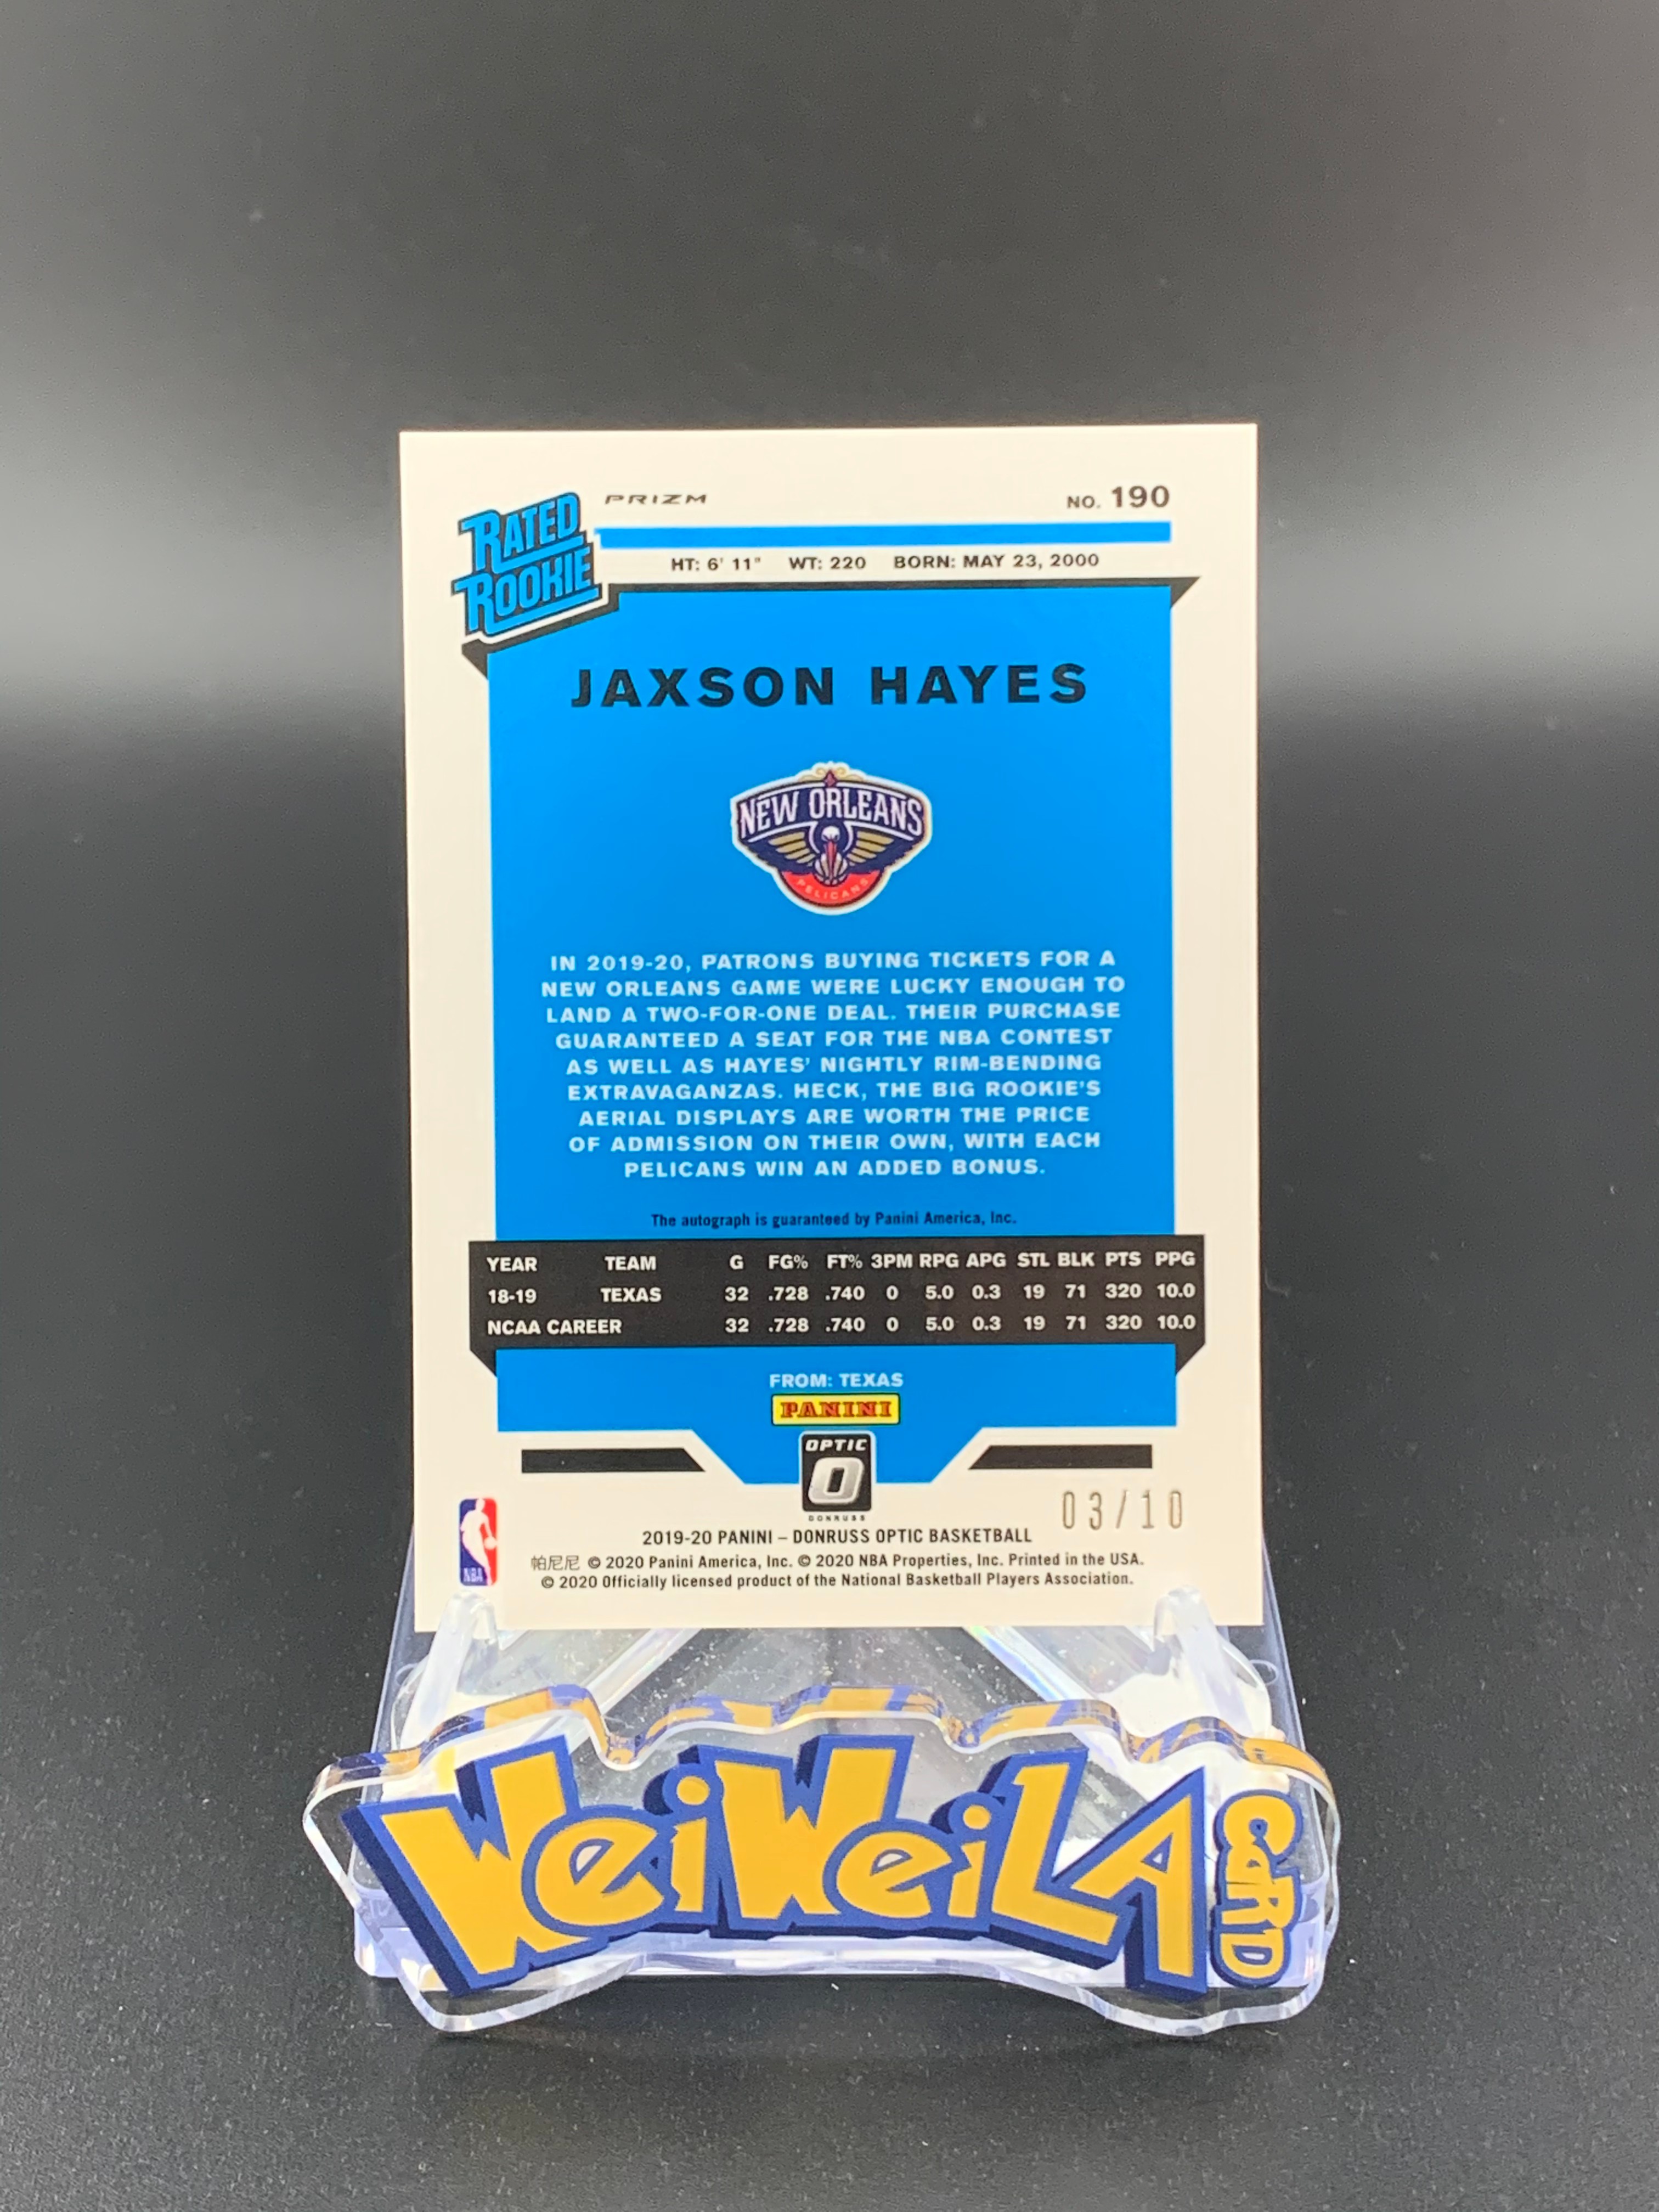 RATED
ROOKIE
PRIZM
NO. 190
HT: 6' 11" WT: 220 BORN: MAY 23, 2000
JAXSON HAYES
NEW ORLEANS
PELICANS
IN 2019-20, PATRONS BUYING TICKETS FOR A
NEW ORLEANS GAME WERE LUCKY ENOUGH TO
LAND A TWO-FOR-ONE DEAL. THEIR PURCHASE
GUARANTEED A SEAT FOR THE NBA CONTEST
AS WELL AS HAYES' NIGHTLY RIM-BENDING
EXTRAVAGANZAS. HECK, THE BIG ROOKIE'S
AERIAL DISPLAYS ARE WORTH THE PRICE
OF ADMISSION ON THEIR OWN, WITH EACH
PELICANS WIN AN ADDED BONUS.
The autograph is guaranteed by Panini America, Inc.
YEAR TEAM G FG% FT% 3PM RPG APG STL BLK PTS PPG
18-19 TEXAS 32 .728 .740 0 5.0 0.3 19 71 320 10.0
NCAA CAREER 32 .728 .740 0 5.0 0.3 19 71 320 10.0
FROM: TEXAS
PANINI
OPTIC
O
DONRUSS
03/10
2019-20 PANINI – DONRUSS OPTIC BASKETBALL
帕尼尼 © 2020 Panini America, Inc. © 2020 NBA Properties, Inc. Printed in the USA.
© 2020 Officially licensed product of the National Basketball Players Association.
NBA
WeiWeiLA
CaRD